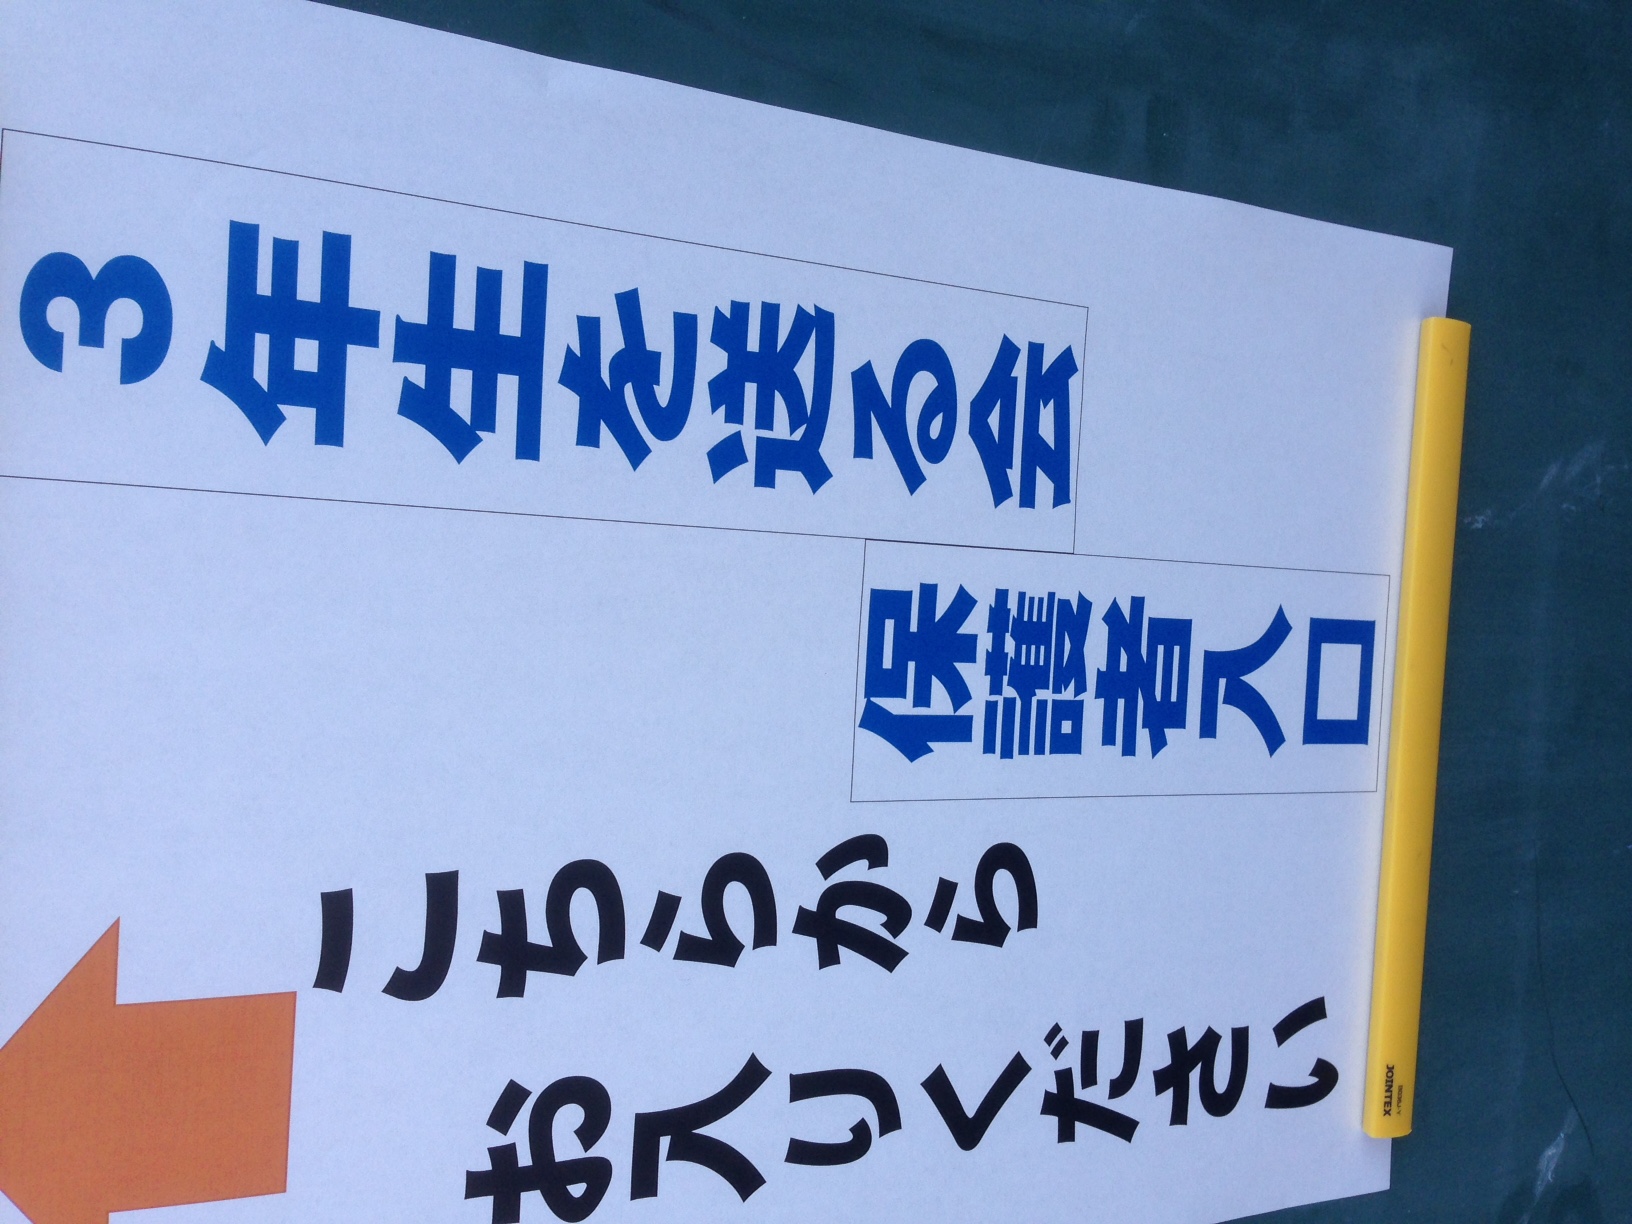 3年生を送る会
保護者入口
こちらから
お入りください
JOINTEX